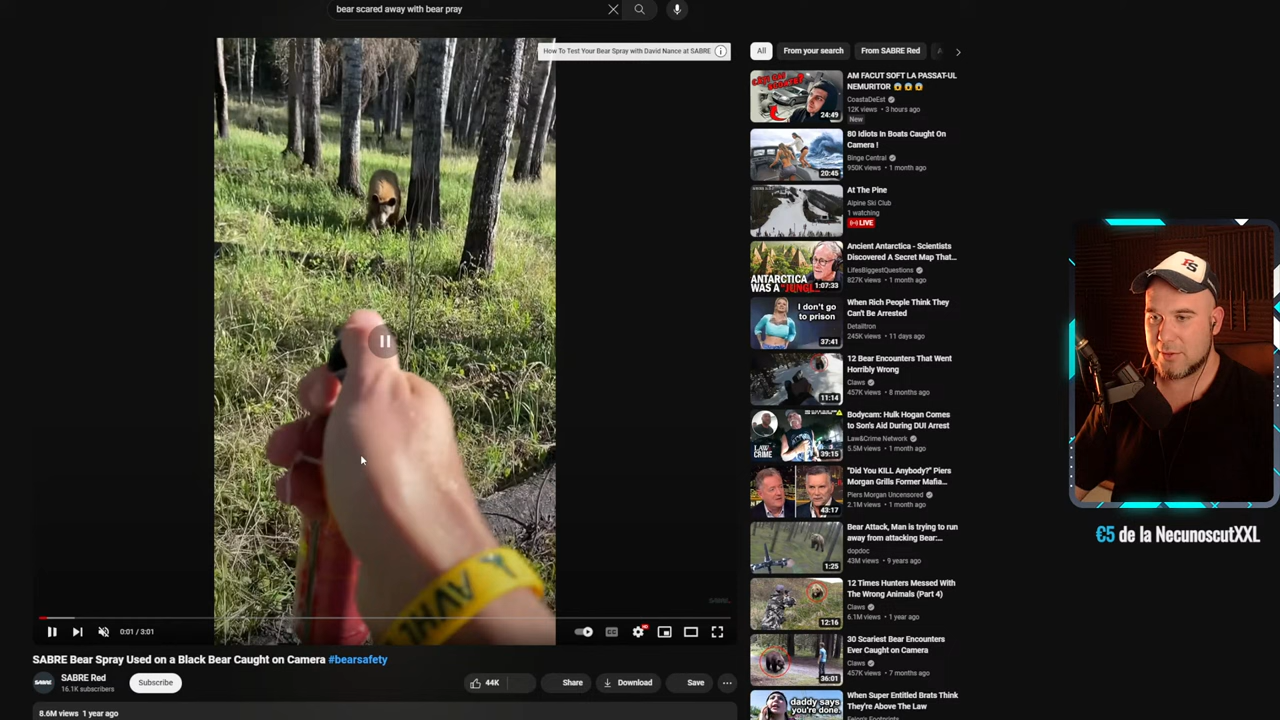 bear scared away with bear pray
How To Test Your Bear Spray with David Nance at SABRE
All
From your search
From SABRE Red
CATI CAI SCOATE?
24:49
AM FACUT SOFT LA PASSAT-UL
NEMURITOR 😱 😱 😱
CoastaDeEst
12K views • 3 hours ago
New
20:45
80 Idiots In Boats Caught On
Camera !
Binge Central
950K views • 1 month ago
At The Pine
Alpine Ski Club
1 watching
LIVE
ANTARCTICA
WAS A "JUNGLE"
1:07:33
Ancient Antarctica - Scientists
Discovered A Secret Map That...
LifesBiggestQuestions
827K views • 1 month ago
I don't go
to prison
37:41
When Rich People Think They
Can't Be Arrested
Detailtron
245K views • 11 days ago
11:14
12 Bear Encounters That Went
Horribly Wrong
Claws
457K views • 8 months ago
LAW
CRIME
39:15
Bodycam: Hulk Hogan Comes
to Son's Aid During DUI Arrest
Law&Crime Network
5.5M views • 1 month ago
43:17
"Did You KILL Anybody?" Piers
Morgan Grills Former Mafia...
Piers Morgan Uncensored
2.1M views • 1 month ago
1:25
Bear Attack, Man is trying to run
away from attacking Bear:...
dopdoc
43M views • 9 years ago
12:16
12 Times Hunters Messed With
The Wrong Animals (Part 4)
Claws
6.1M views • 1 year ago
36:01
30 Scariest Bear Encounters
Ever Caught on Camera
Claws
457K views • 7 months ago
daddy says
you're done.
When Super Entitled Brats Think
They're Above The Law
Felon's Footprints
SABRE
0:01 / 3:01
CC
HD
SABRE Bear Spray Used on a Black Bear Caught on Camera #bearsafety
SABRE
SABRE Red
16.1K subscribers
Subscribe
44K
Share
Download
Save
8.6M views 1 year ago
€5 de la NecunoscutXXL